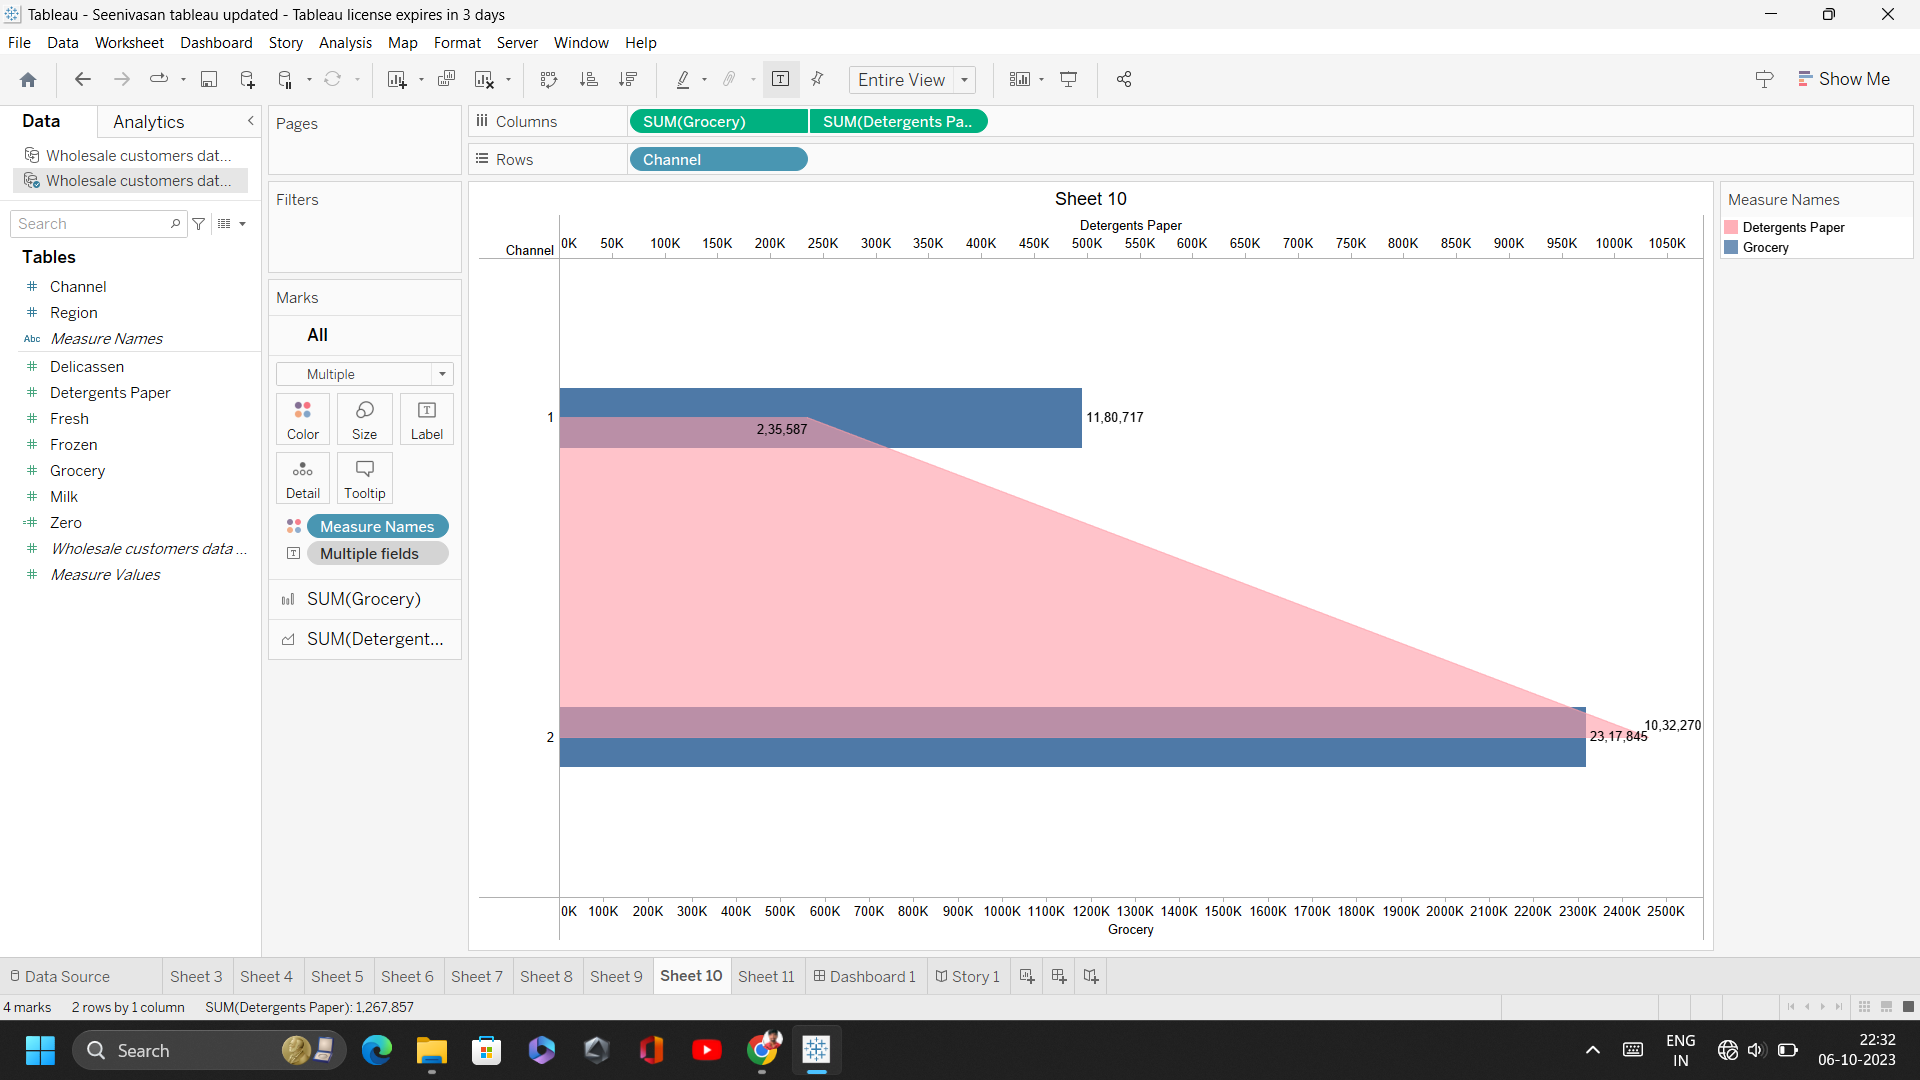 Tableau - Seenivasan tableau updated - Tableau license expires in 3 days
File Data Worksheet Dashboard Story Analysis Map Format Server Window Help
Entire View
Show Me
Data Analytics
Wholesale customers dat...
Wholesale customers dat...
Search
Tables
Channel
Region
Abc Measure Names
Delicassen
Detergents Paper
Fresh
Frozen
Grocery
Milk
Zero
Wholesale customers data ...
Measure Values
Pages
Filters
Marks
All
Multiple
Color Size Label
Detail Tooltip
Measure Names
Multiple fields
SUM(Grocery)
SUM(Detergent...
Columns SUM(Grocery) SUM(Detergents Pa..
Rows Channel
Sheet 10
Detergents Paper
Channel 0K 50K 100K 150K 200K 250K 300K 350K 400K 450K 500K 550K 600K 650K 700K 750K 800K 850K 900K 950K 1000K 1050K
1 11,80,717
2,35,587
10,32,270
2 23,17,845
0K 100K 200K 300K 400K 500K 600K 700K 800K 900K 1000K 1100K 1200K 1300K 1400K 1500K 1600K 1700K 1800K 1900K 2000K 2100K 2200K 2300K 2400K 2500K
Grocery
Measure Names
Detergents Paper
Grocery
Data Source Sheet 3 Sheet 4 Sheet 5 Sheet 6 Sheet 7 Sheet 8 Sheet 9 Sheet 10 Sheet 11 Dashboard 1 Story 1
4 marks 2 rows by 1 column SUM(Detergents Paper): 1,267,857
Search
ENG
IN
22:32
06-10-2023